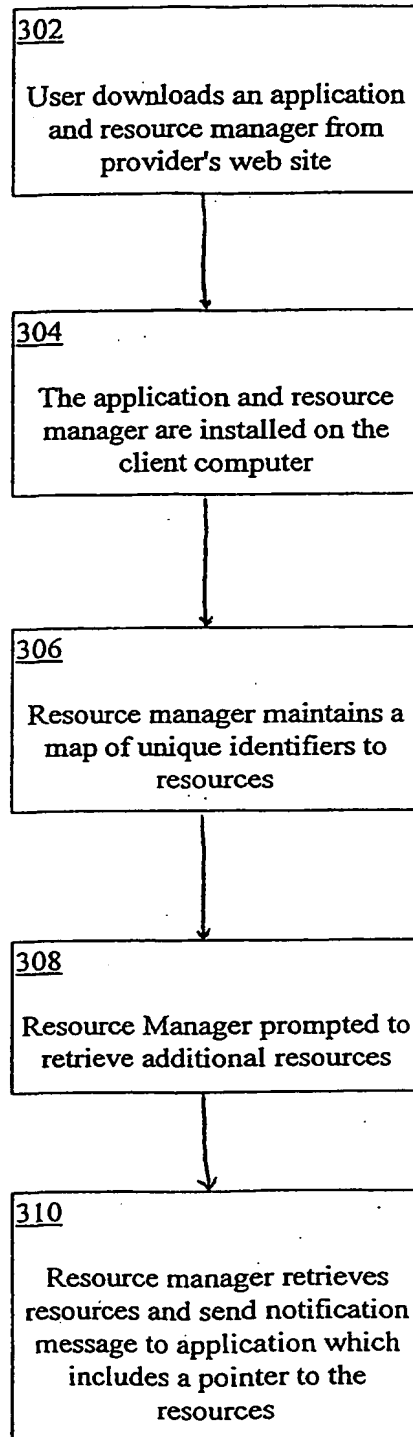 302
User downloads an application
and resource manager from
provider's web site
304
The application and resource
manager are installed on the
client computer
306
Resource manager maintains a
map of unique identifiers to
resources
308
Resource Manager prompted to
retrieve additional resources
310
Resource manager retrieves
resources and send notification
message to application which
includes a pointer to the
resources